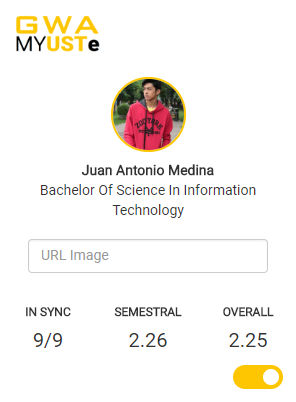 GWA
MYUSTe
Juan Antonio Medina
Bachelor Of Science In Information
Technology
URL Image
IN SYNC SEMESTRAL OVERALL
9/9 2.26 2.25